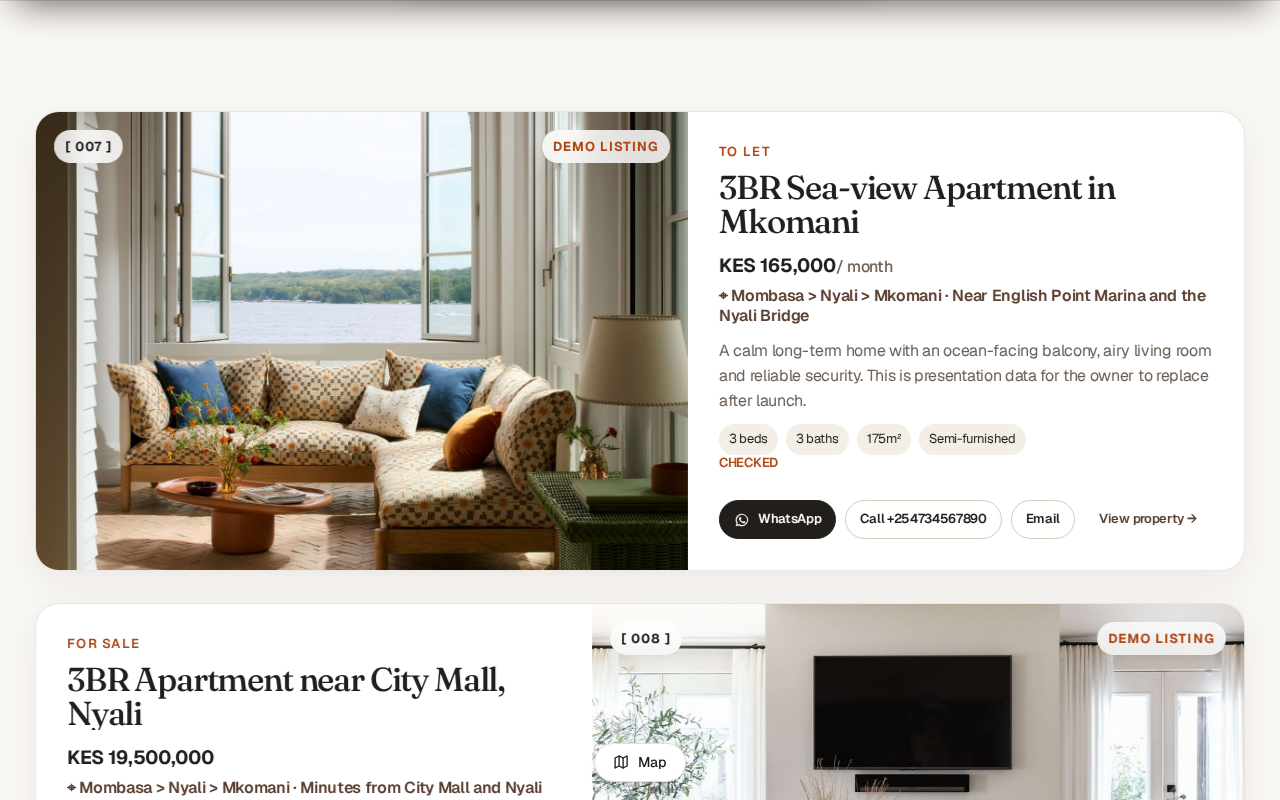 [ 007 ]
DEMO LISTING
TO LET
3BR Sea-view Apartment in
Mkomani
KES 165,000/ month
⌖ Mombasa > Nyali > Mkomani · Near English Point Marina and the
Nyali Bridge
A calm long-term home with an ocean-facing balcony, airy living room
and reliable security. This is presentation data for the owner to replace
after launch.
3 beds
3 baths
175m²
Semi-furnished
CHECKED
WhatsApp
Call +254734567890
Email
View property →
FOR SALE
3BR Apartment near City Mall,
Nyali
KES 19,500,000
⌖ Mombasa > Nyali > Mkomani · Minutes from City Mall and Nyali
[ 008 ]
DEMO LISTING
Map